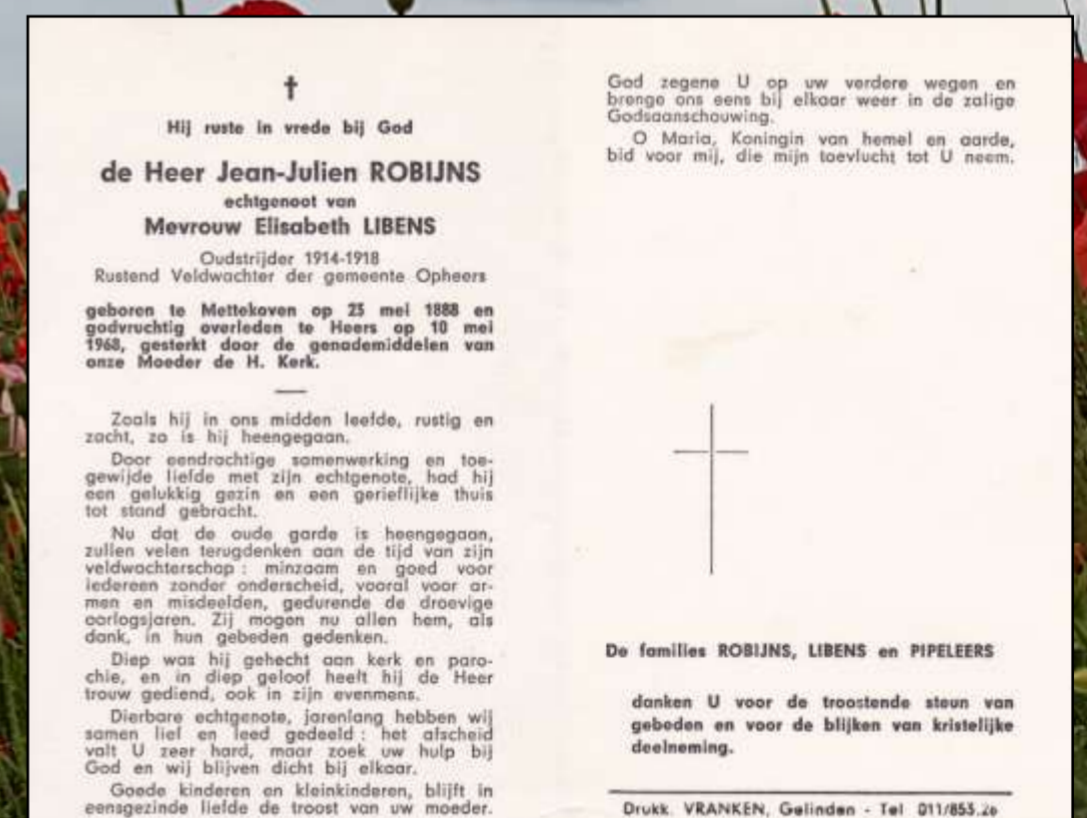 Hij ruste in vrede bij God
de Heer Jean-Julien ROBIJNS
echtgenoot van
Mevrouw Elisabeth LIBENS
Oudstrijder 1914-1918
Rustend Veldwachter der gemeente Opheers
geboren te Mettekoven op 25 mei 1888 en
godvruchtig overleden te Heers op 10 mei
1968, gesterkt door de genademiddelen van
onze Moeder de H. Kerk.
Zoals hij in ons midden leefde, rustig en
zacht, zo is hij heengegaan.
Door eendrachtige samenwerking en toe-
gewijde liefde met zijn echtgenote, had hij
een gelukkig gezin en een gerieflijke thuis
tot stand gebracht.
Nu dat de oude garde is heengegaan,
zullen velen terugdenken aan de tijd van zijn
veldwachterschap : minzaam en goed voor
iedereen zonder onderscheid, vooral voor ar-
men en misdeelden, gedurende de droevige
oorlogsjaren. Zij mogen nu allen hem, als
dank, in hun gebeden gedenken.
Diep was hij gehecht aan kerk en paro-
chie, en in diep geloof heeft hij de Heer
trouw gediend, ook in zijn evenmens.
Dierbare echtgenote, jarenlang hebben wij
samen lief en leed gedeeld : het afscheid
valt U zeer hard, maar zoek uw hulp bij
God en wij blijven dicht bij elkaar.
Goede kinderen en kleinkinderen, blijft in
eensgezinde liefde de troost van uw moeder.
God zegene U op uw verdere wegen en
brenge ons eens bij elkaar weer in de zalige
Godsaanschouwing.
O Maria, Koningin van hemel en aarde,
bid voor mij, die mijn toevlucht tot U neem.
De families ROBIJNS, LIBENS en PIPELEERS
danken U voor de troostende steun van
gebeden en voor de blijken van kristelijke
deelneming.
Drukk. VRANKEN, Gelinden - Tel 011/853.26